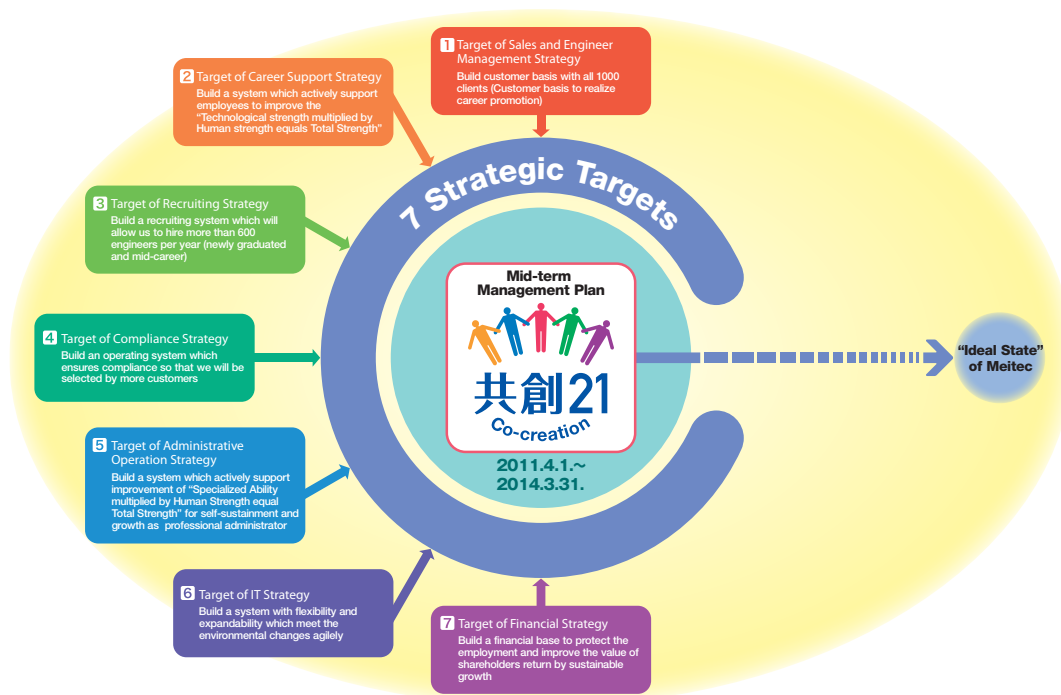 1 Target of Sales and Engineer
Management Strategy
Build customer basis with all 1000
clients (Customer basis to realize
career promotion)
2 Target of Career Support Strategy
Build a system which actively support
employees to improve the
“Technological strength multiplied by
Human strength equals Total Strength”
3 Target of Recruiting Strategy
Build a recruiting system which will
allow us to hire more than 600
engineers per year (newly graduated
and mid-career)
4 Target of Compliance Strategy
Build an operating system which
ensures compliance so that we will be
selected by more customers
5 Target of Administrative
Operation Strategy
Build a system which actively support
improvement of “Specialized Ability
multiplied by Human Strength equal
Total Strength” for self-sustainment and
growth as professional administrator
6 Target of IT Strategy
Build a system with flexibility and
expandability which meet the
environmental changes agilely
7 Target of Financial Strategy
Build a financial base to protect the
employment and improve the value of
shareholders return by sustainable
growth
7 Strategic Targets
Mid-term
Management Plan
共創21
Co-creation
2011.4.1.~
2014.3.31.
“Ideal State”
of Meitec